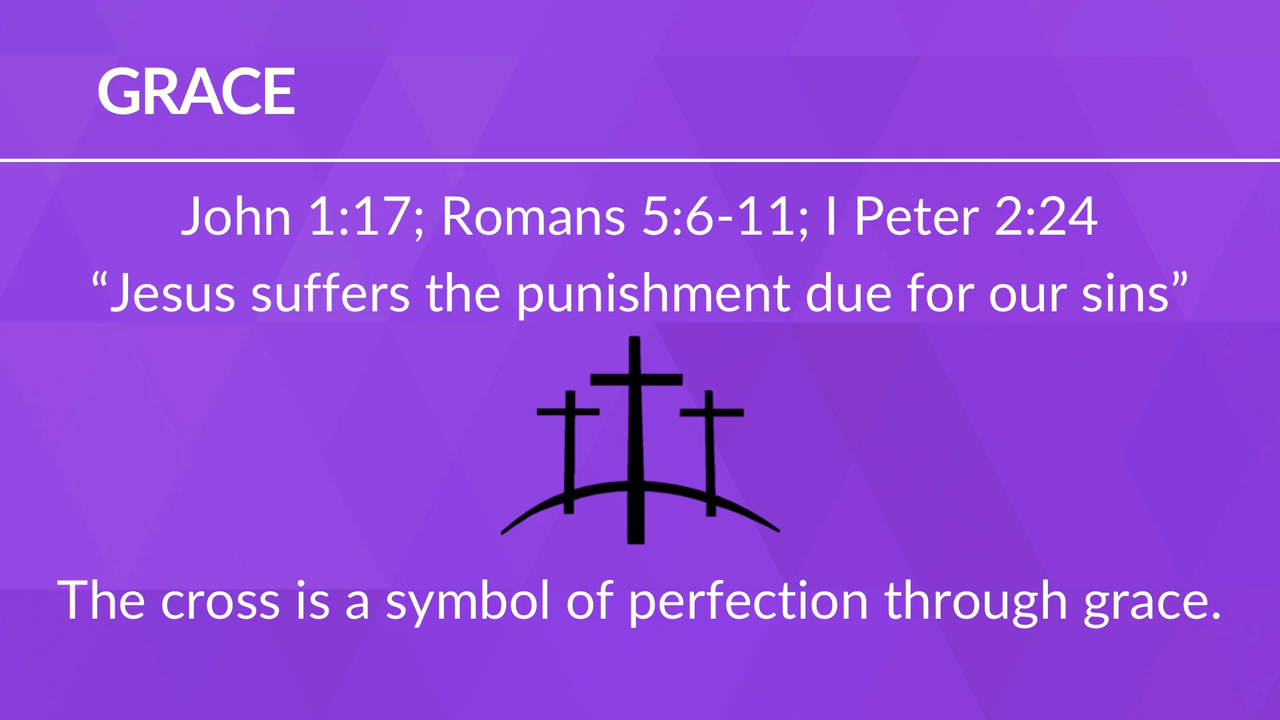 GRACE
John 1:17; Romans 5:6-11; I Peter 2:24
“Jesus suffers the punishment due for our sins”
The cross is a symbol of perfection through grace.